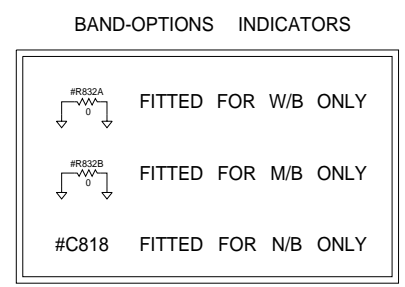 BAND-OPTIONS INDICATORS
#R832A
0
FITTED FOR W/B ONLY
#R832B
0
FITTED FOR M/B ONLY
#C818 FITTED FOR N/B ONLY